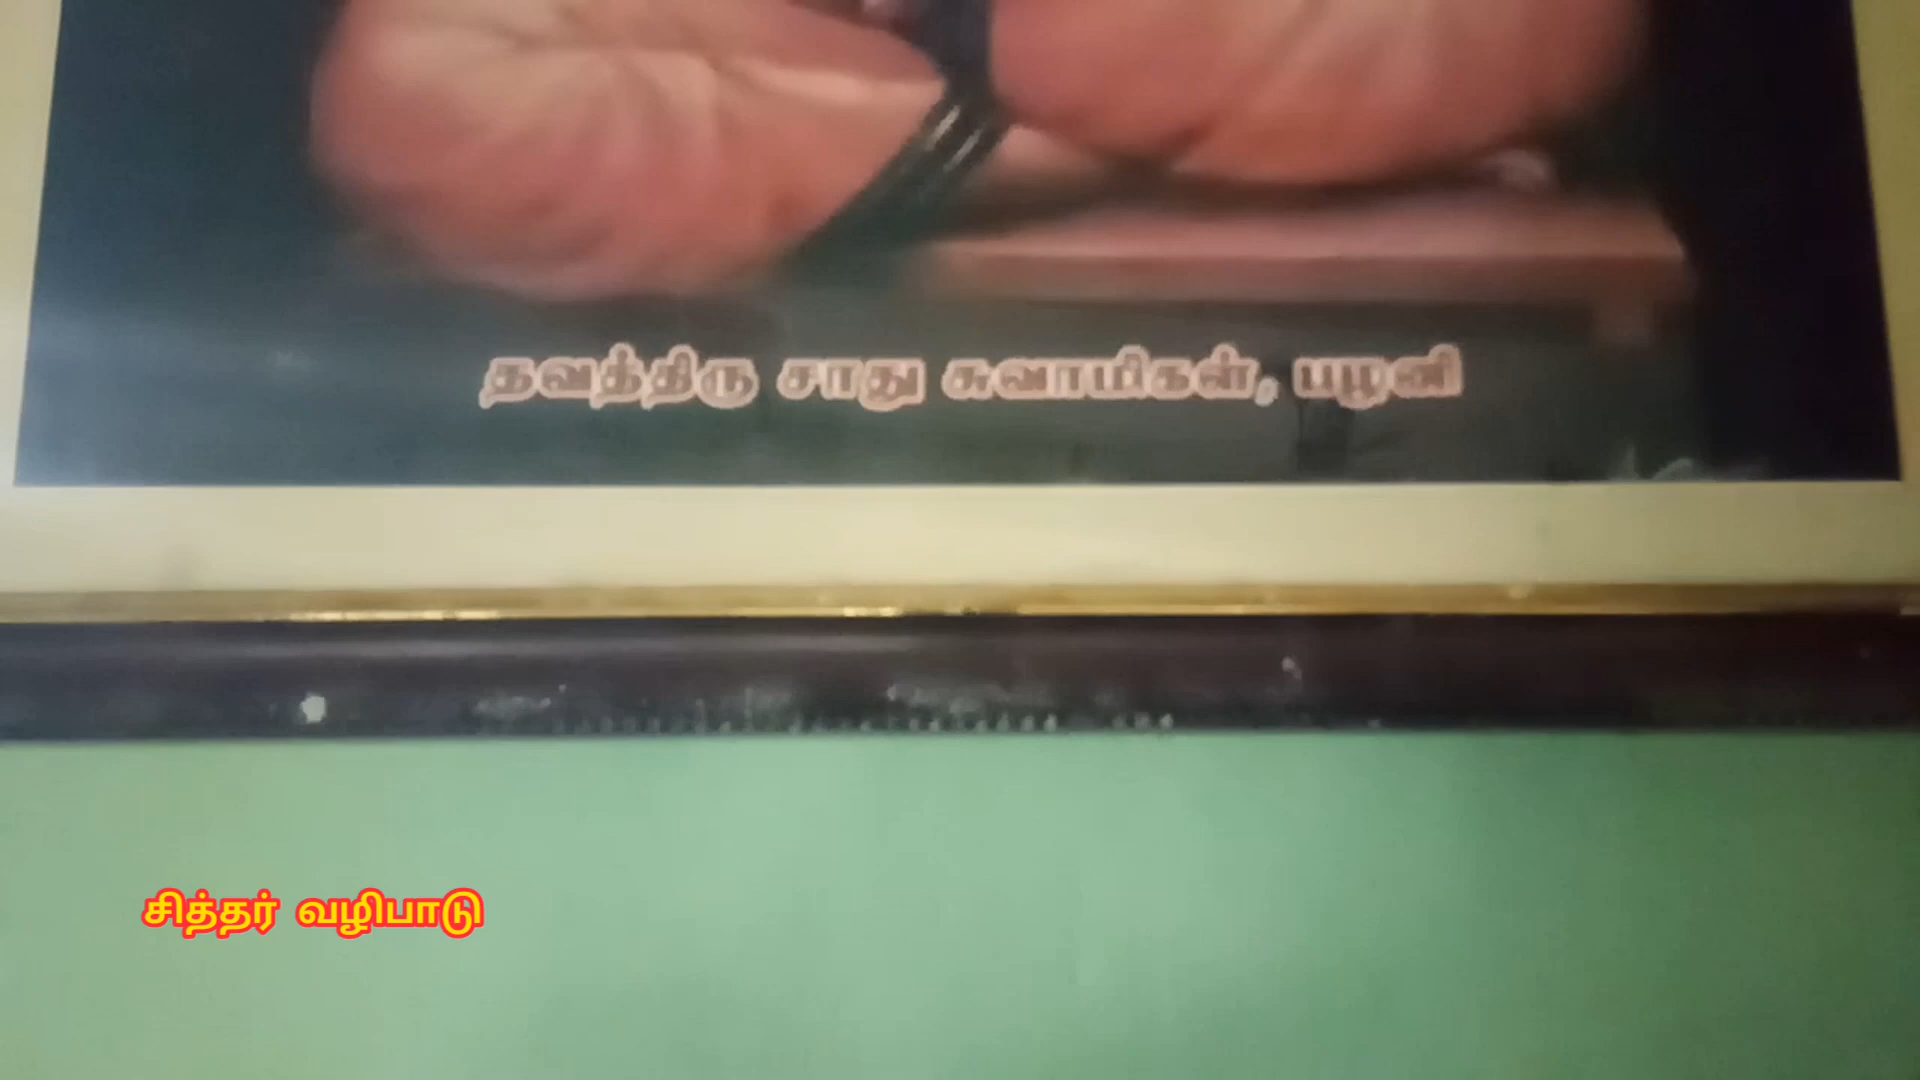 தவத்திரு சாது சுவாமிகள், பழனி
சித்தர் வழிபாடு